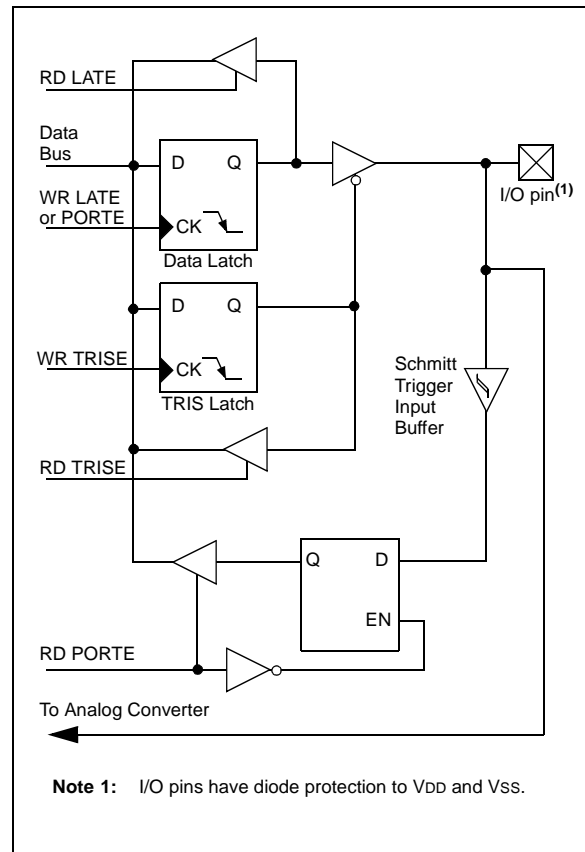 RD LATE
Data
Bus
D Q
I/O pin(1)
WR LATE
or PORTE
CK
Data Latch
D Q
WR TRISE
CK
TRIS Latch
Schmitt
Trigger
Input
Buffer
RD TRISE
Q D
EN
RD PORTE
To Analog Converter
Note 1: I/O pins have diode protection to VDD and VSS.